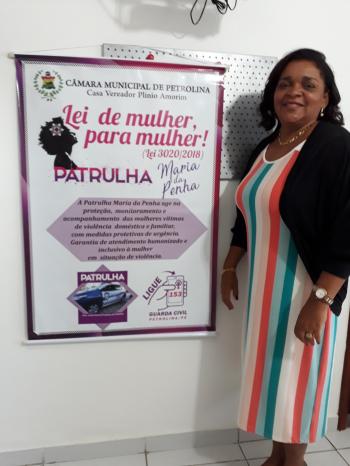 CÂMARA MUNICIPAL DE PETROLINA
Casa Vereador Plínio Amorim
Lei de mulher,
para mulher!
(Lei 3020/2018)
PATRULHA Maria
da
Penha
A Patrulha Maria da Penha age na
proteção, monitoramento e
acompanhamento das mulheres vítimas
de violência doméstica e familiar,
com medidas protetivas de urgência.
Garantia de atendimento humanizado e
inclusivo à mulher
em situação de violência.
PATRULHA
LIGUE
153
GUARDA CIVIL
PETROLINA/PE